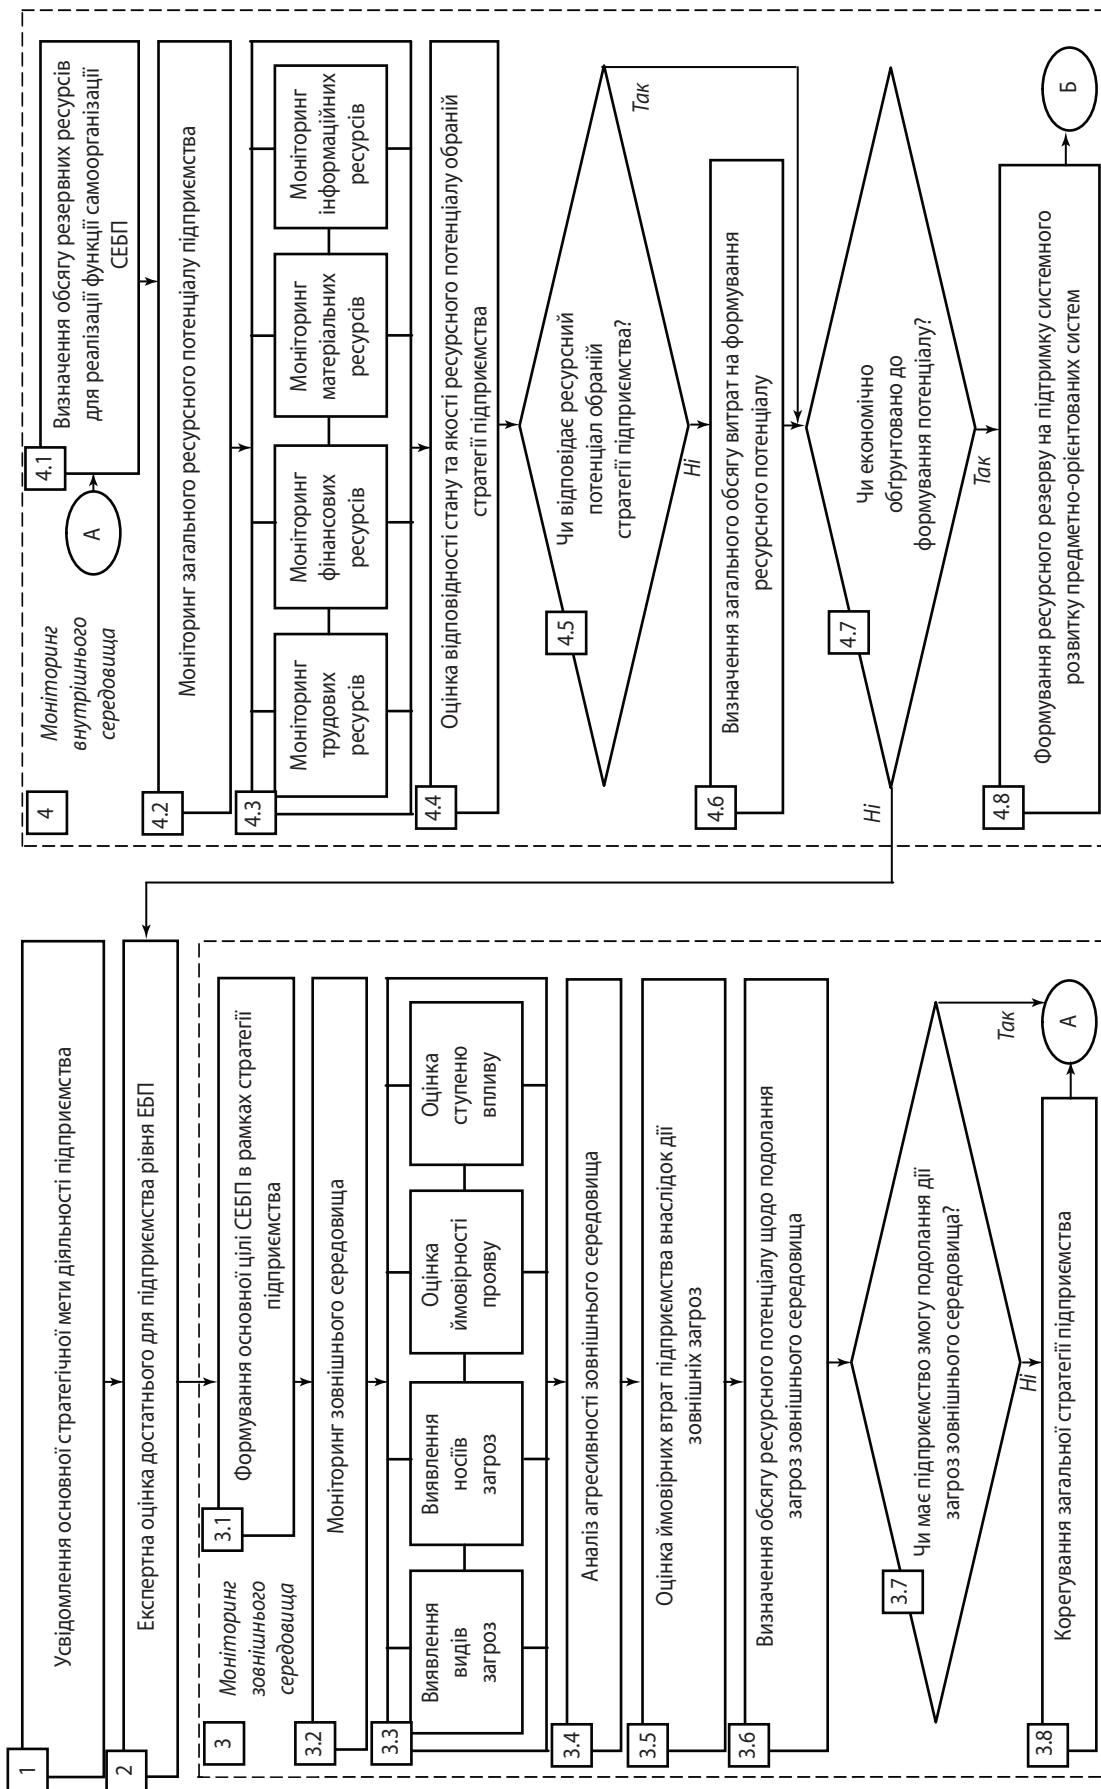 1
Усвідомлення основної стратегічної мети діяльності підприємства
2
Експертна оцінка достатнього для підприємства рівня ЕБП
3
Моніторинг
зовнішнього
середовища
3.1
Формування основної цілі СЕБП в рамках стратегії
підприємства
3.2
Моніторинг зовнішнього середовища
3.3
Виявлення
видів
загроз
Виявлення
носіїв
загроз
Оцінка
ймовірності
прояву
Оцінка
ступеню
впливу
3.4
Аналіз агресивності зовнішнього середовища
3.5
Оцінка ймовірних втрат підприємства внаслідок дії
зовнішніх загроз
3.6
Визначення обсягу ресурсного потенціалу щодо подолання
загроз зовнішнього середовища
3.7
Чи має підприємство змогу подолання дії
загроз зовнішнього середовища?
Так
Ні
3.8
Корегування загальної стратегії підприємства
А
4
Моніторинг
внутрішнього
середовища
А
4.1
Визначення обсягу резервних ресурсів
для реалізації функції самоорганізації
СЕБП
4.2
Моніторинг загального ресурсного потенціалу підприємства
4.3
Моніторинг
трудових
ресурсів
Моніторинг
фінансових
ресурсів
Моніторинг
матеріальних
ресурсів
Моніторинг
інформаційних
ресурсів
4.4
Оцінка відповідності стану та якості ресурсного потенціалу обраній
стратегії підприємства
4.5
Чи відповідає ресурсний
потенціал обраній
стратегії підприємства?
Так
Ні
4.6
Визначення загального обсягу витрат на формування
ресурсного потенціалу
4.7
Чи економічно
обґрунтовано до
формування потенціалу?
Ні
Так
4.8
Формування ресурсного резерву на підтримку системного
розвитку предметно-орієнтованих систем
Б